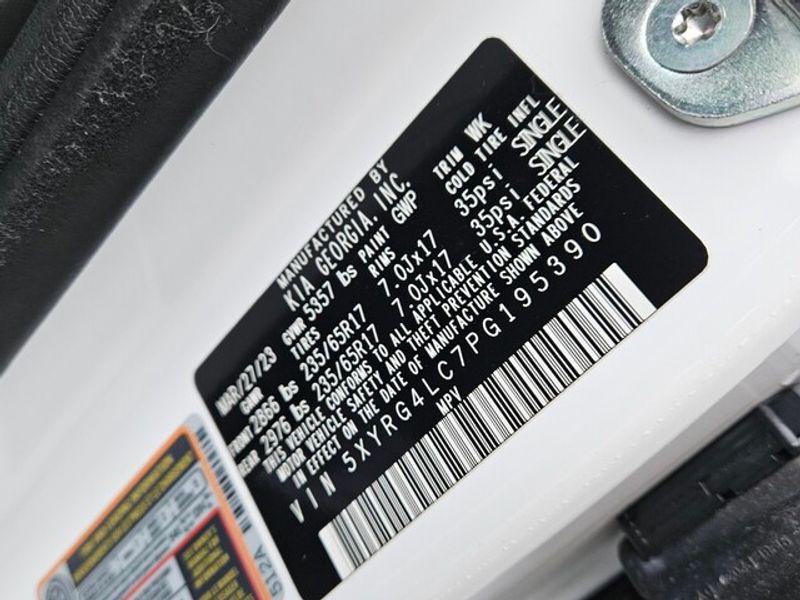 MANUFACTURED BY
KIA GEORGIA, INC.
MAR/27/23 GVWR 5357 lbs PAINT GWP TRIM WK
GAWR TIRES RIMS COLD TIRE INFL
FRONT 2866 lbs 235/65R17 7.0Jx17 35psi SINGLE
REAR 2976 lbs 235/65R17 7.0Jx17 35psi SINGLE
THIS VEHICLE CONFORMS TO ALL APPLICABLE U.S.A. FEDERAL
MOTOR VEHICLE SAFETY AND THEFT PREVENTION STANDARDS
IN EFFECT ON THE DATE OF MANUFACTURE SHOWN ABOVE
VIN 5XYRG4LC7PG195390
MPV
512A